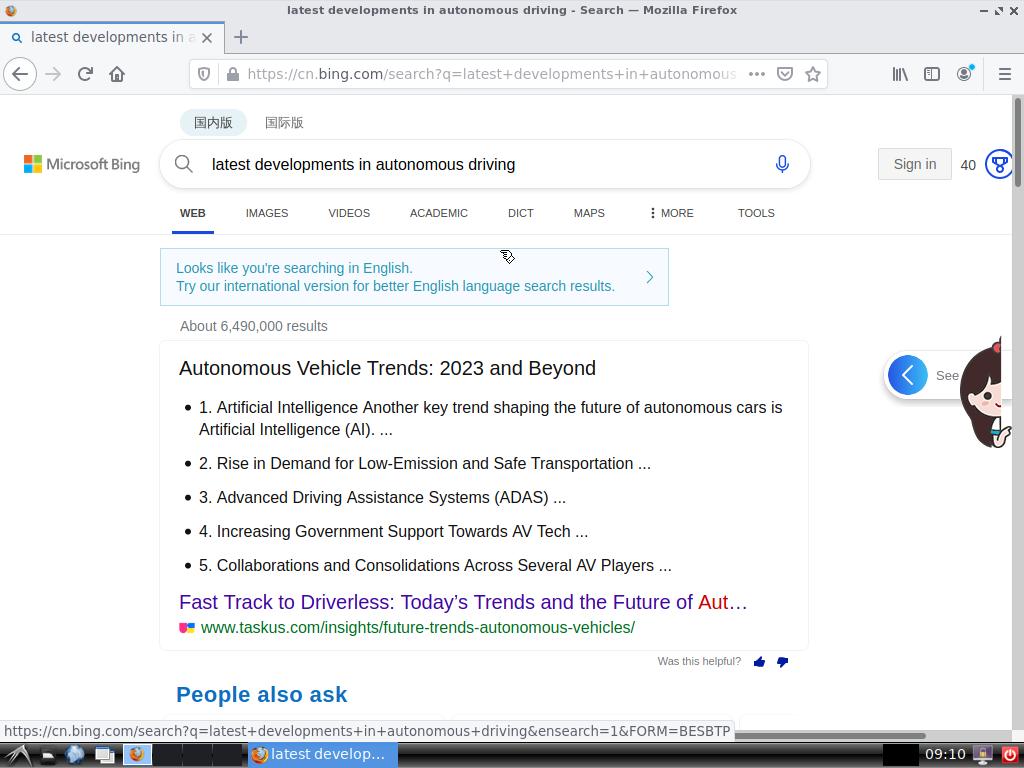 latest developments in autonomous driving - Search — Mozilla Firefox
latest developments in a
https://cn.bing.com/search?q=latest+developments+in+autonomous
国内版
国际版
Microsoft Bing
latest developments in autonomous driving
Sign in
40
WEB
IMAGES
VIDEOS
ACADEMIC
DICT
MAPS
MORE
TOOLS
Looks like you're searching in English.
Try our international version for better English language search results.
About 6,490,000 results
Autonomous Vehicle Trends: 2023 and Beyond
1. Artificial Intelligence Another key trend shaping the future of autonomous cars is
Artificial Intelligence (AI). ...
2. Rise in Demand for Low-Emission and Safe Transportation ...
3. Advanced Driving Assistance Systems (ADAS) ...
4. Increasing Government Support Towards AV Tech ...
5. Collaborations and Consolidations Across Several AV Players ...
See
Fast Track to Driverless: Today’s Trends and the Future of Aut…
www.taskus.com/insights/future-trends-autonomous-vehicles/
Was this helpful?
People also ask
https://cn.bing.com/search?q=latest+developments+in+autonomous+driving&ensearch=1&FORM=BESBTP
latest develop...
09:10